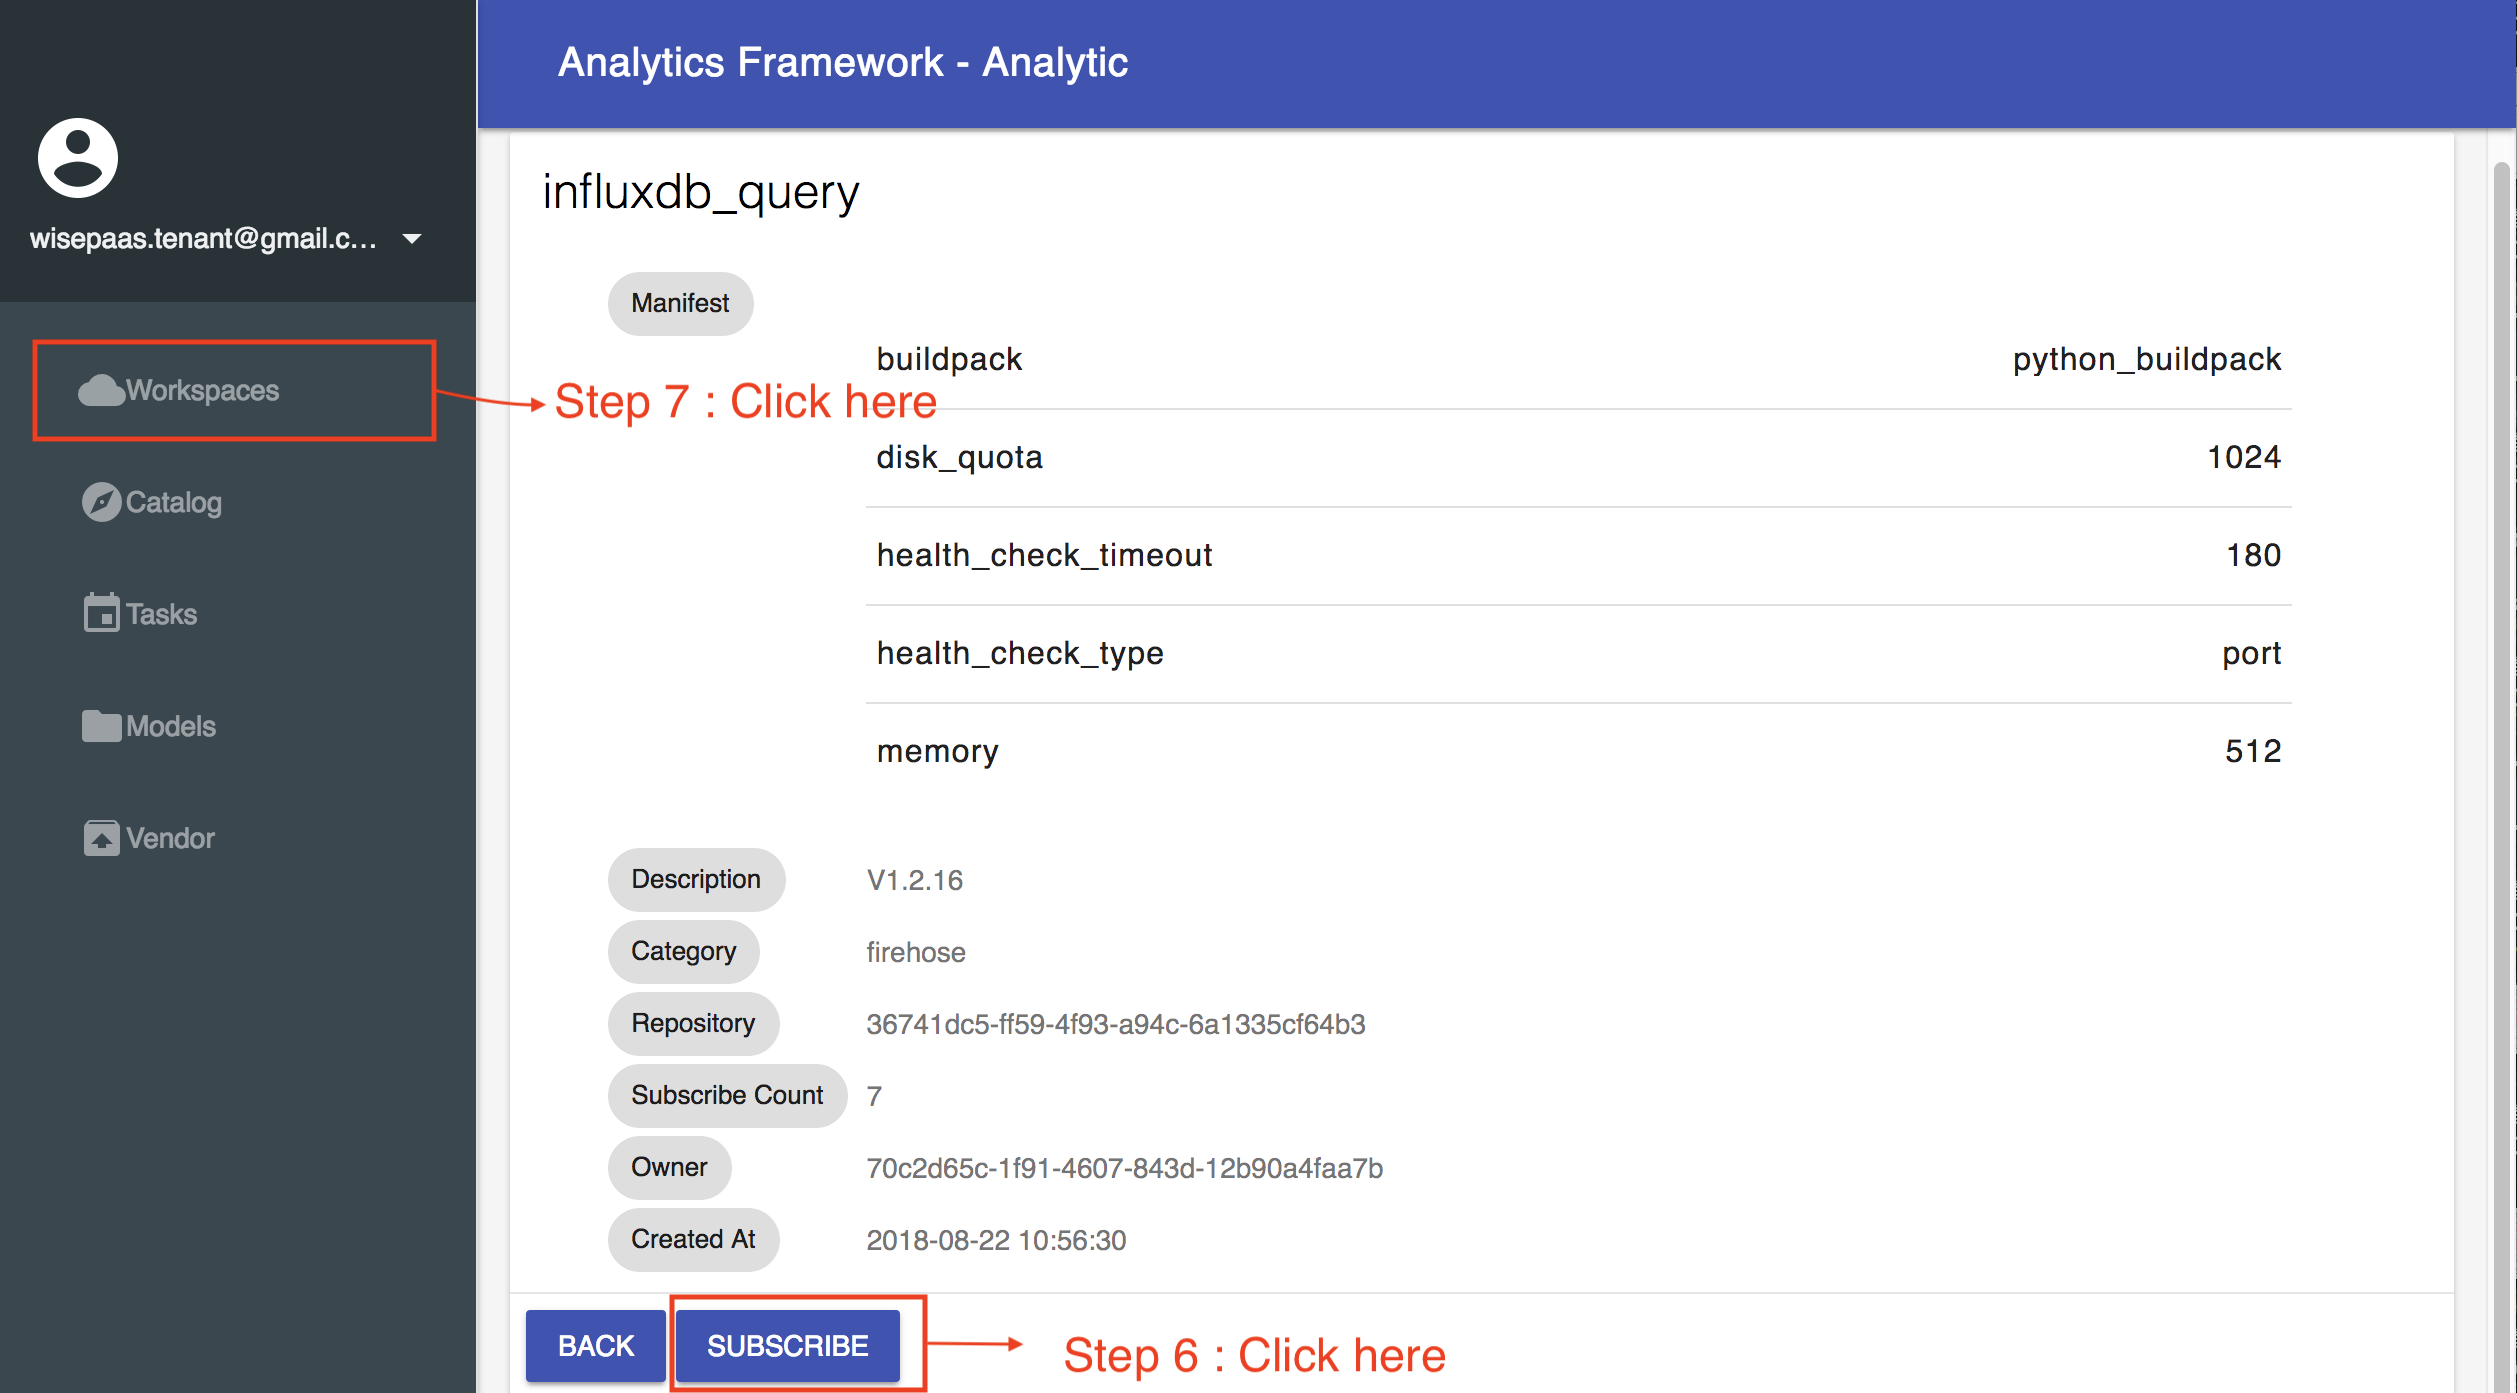 Analytics Framework - Analytic
wisepaas.tenant@gmail.c...
Workspaces
Catalog
Tasks
Models
Vendor
influxdb_query
Manifest
buildpack python_buildpack
Step 7 : Click here
disk_quota 1024
health_check_timeout 180
health_check_type port
memory 512
Description V1.2.16
Category firehose
Repository 36741dc5-ff59-4f93-a94c-6a1335cf64b3
Subscribe Count 7
Owner 70c2d65c-1f91-4607-843d-12b90a4faa7b
Created At 2018-08-22 10:56:30
BACK SUBSCRIBE
Step 6 : Click here